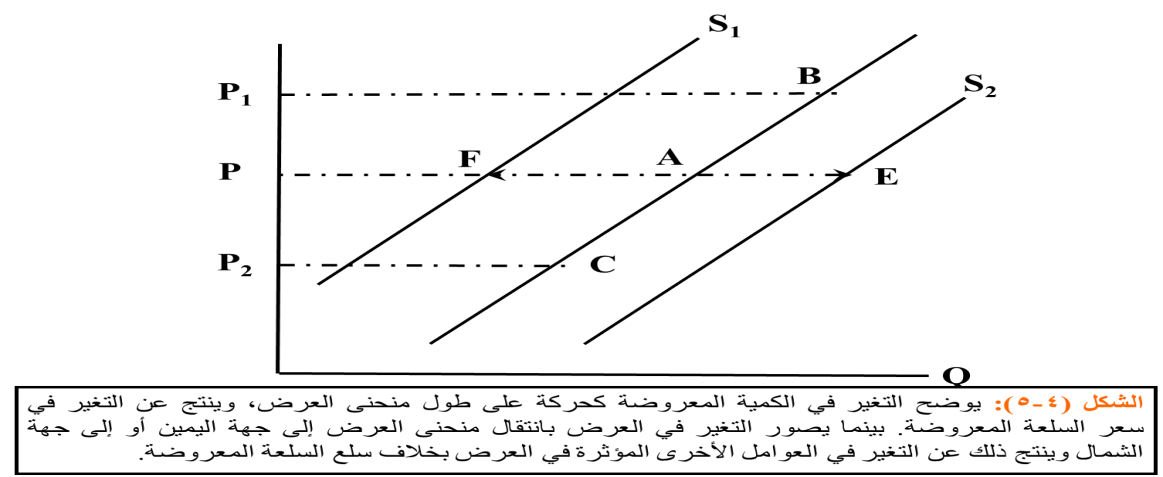 S₁
P₁
B
S₂
P
F
A
E
P₂
C
Q
الشكل (٤-٥): يوضح التغير في الكمية المعروضة كحركة على طول منحنى العرض، وينتج عن التغير في
سعر السلعة المعروضة. بينما يصور التغير في العرض بانتقال منحنى العرض إلى جهة اليمين أو إلى جهة
الشمال وينتج ذلك عن التغير في العوامل الأخرى المؤثرة في العرض بخلاف سلع السلعة المعروضة.